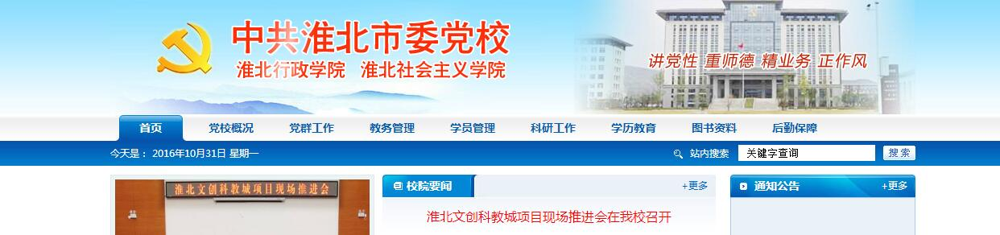 中共淮北市委党校
淮北行政学院 淮北社会主义学院
讲党性 重师德 精业务 正作风
首页 党校概况 党群工作 教务管理 学员管理 科研工作 学历教育 图书资料 后勤保障
今天是： 2016年10月31日 星期一 站内搜索 关键字查询 搜 索
淮北文创科教城项目现场推进会
校院要闻 +更多
淮北文创科教城项目现场推进会在我校召开
通知公告 +更多